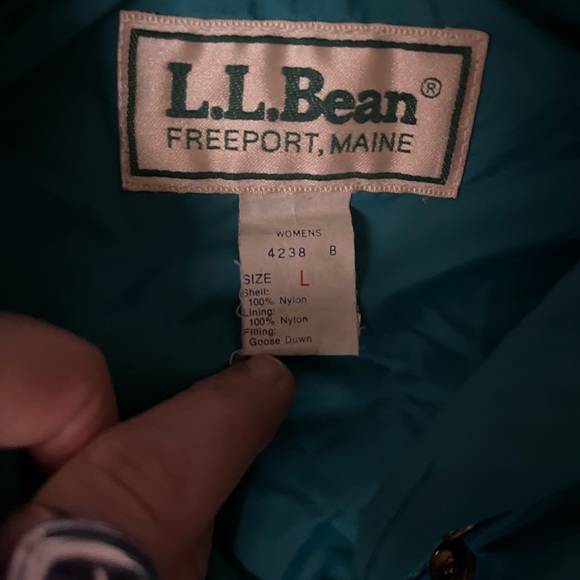 L.L.Bean®
FREEPORT, MAINE
WOMENS
4238 B
SIZE L
Shell:
100% Nylon
Lining:
100% Nylon
Filling:
Goose Down